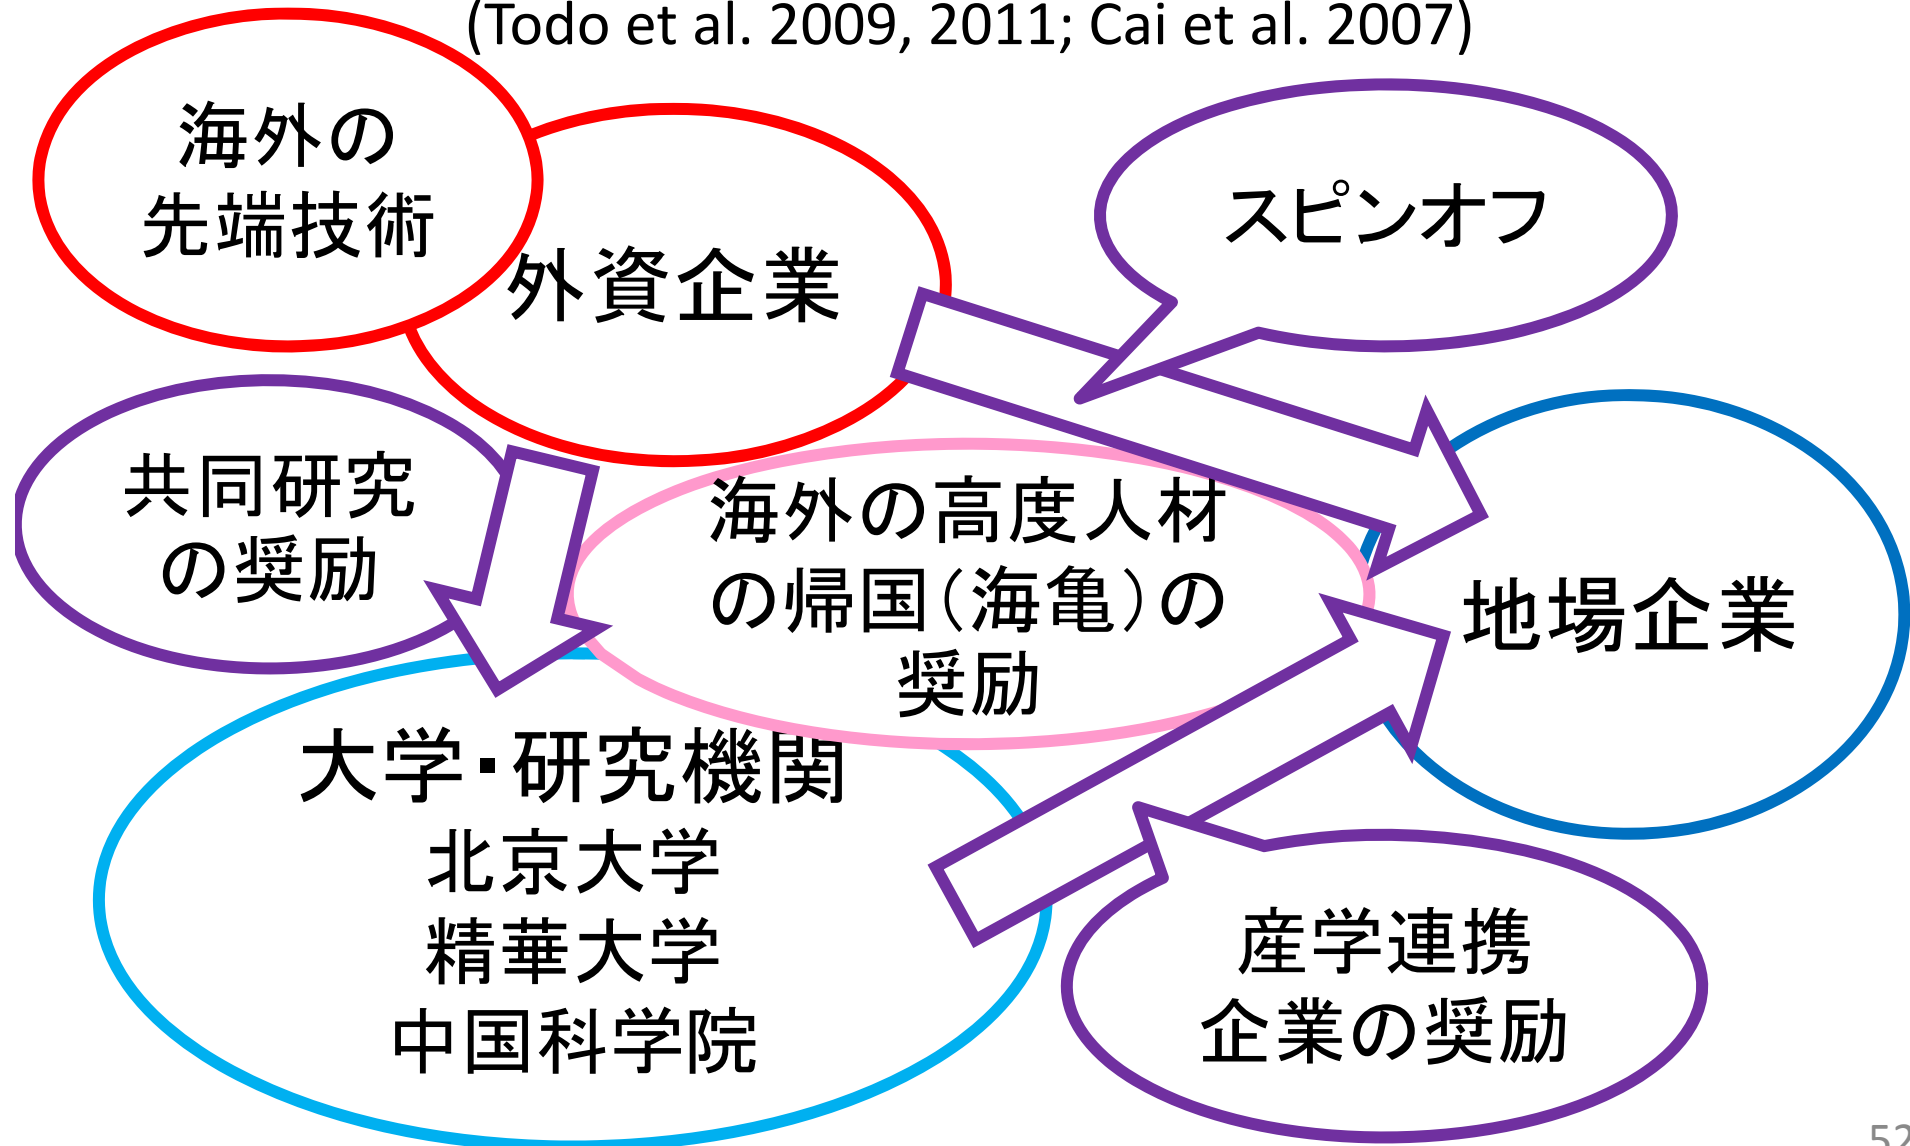 (Todo et al. 2009, 2011; Cai et al. 2007)
海外の
先端技術
外資企業
スピンオフ
共同研究
の奨励
海外の高度人材
の帰国（海亀）の
奨励
地場企業
大学・研究機関
北京大学
精華大学
中国科学院
産学連携
企業の奨励
52